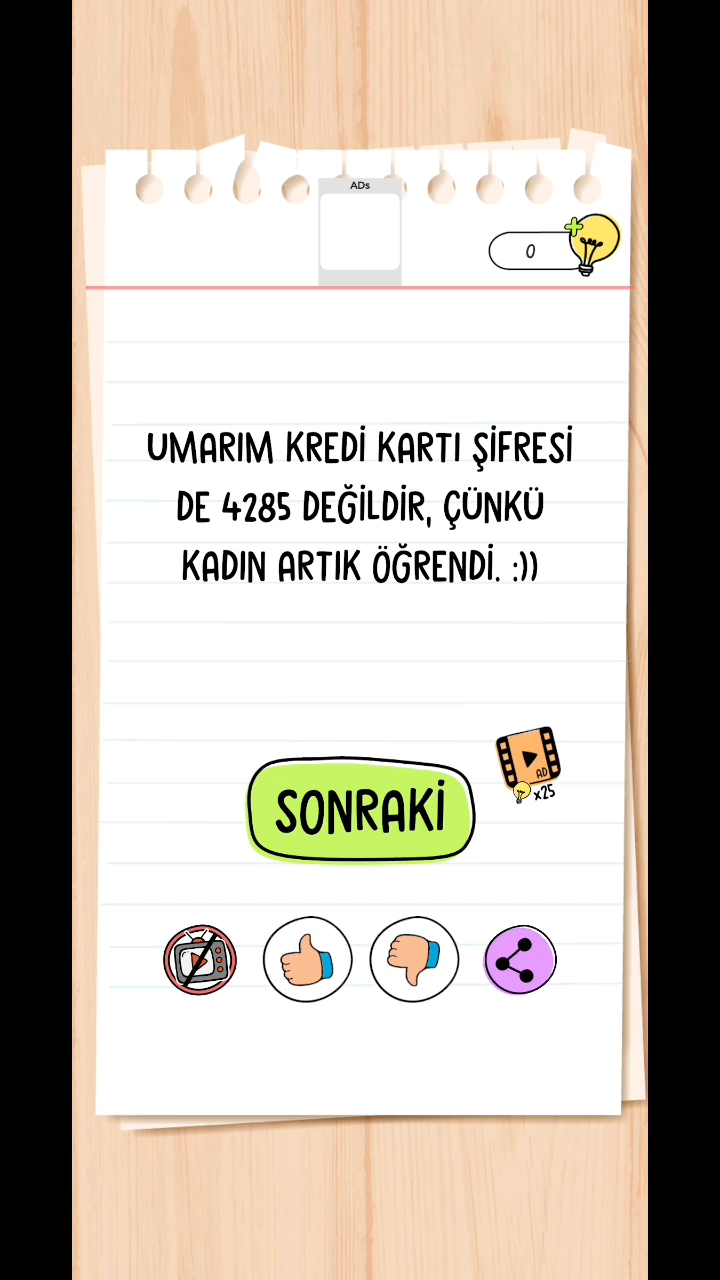 ADs
0
UMARIM KREDİ KARTI ŞİFRESİ
DE 4285 DEĞİLDİR, ÇÜNKÜ
KADIN ARTIK ÖĞRENDİ. :))
AD
x25
SONRAKİ